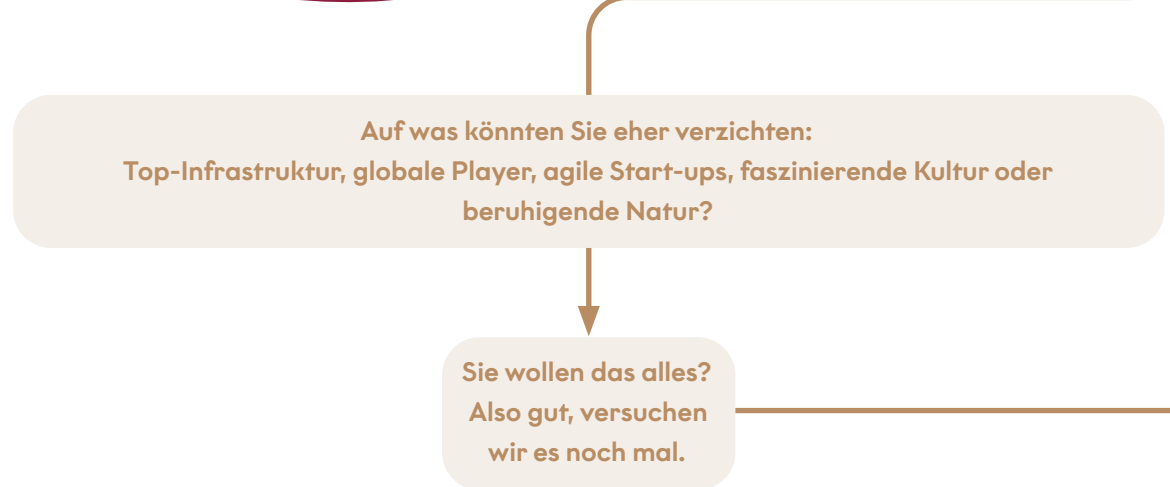 Auf was könnten Sie eher verzichten:
Top-Infrastruktur, globale Player, agile Start-ups, faszinierende Kultur oder
beruhigende Natur?
Sie wollen das alles?
Also gut, versuchen
wir es noch mal.